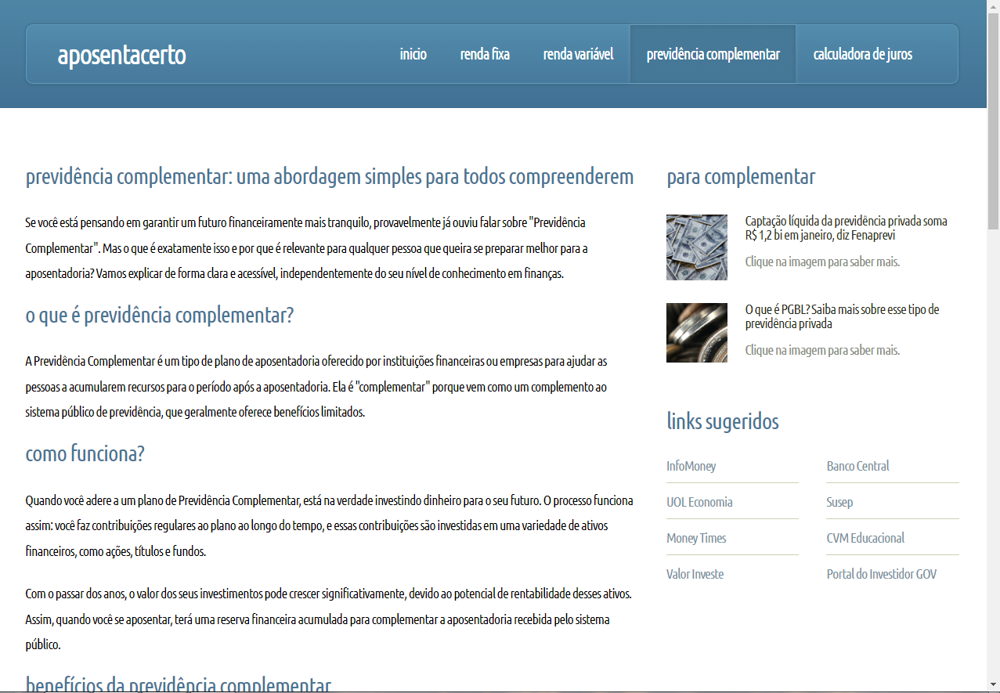 aposentacerto
inicio
renda fixa
renda variável
previdência complementar
calculadora de juros
previdência complementar: uma abordagem simples para todos compreenderem
Se você está pensando em garantir um futuro financeiramente mais tranquilo, provavelmente já ouviu falar sobre "Previdência
Complementar". Mas o que é exatamente isso e por que é relevante para qualquer pessoa que queira se preparar melhor para a
aposentadoria? Vamos explicar de forma clara e acessível, independentemente do seu nível de conhecimento em finanças.
o que é previdência complementar?
A Previdência Complementar é um tipo de plano de aposentadoria oferecido por instituições financeiras ou empresas para ajudar as
pessoas a acumularem recursos para o período após a aposentadoria. Ela é "complementar" porque vem como um complemento ao
sistema público de previdência, que geralmente oferece benefícios limitados.
como funciona?
Quando você adere a um plano de Previdência Complementar, está na verdade investindo dinheiro para o seu futuro. O processo funciona
assim: você faz contribuições regulares ao plano ao longo do tempo, e essas contribuições são investidas em uma variedade de ativos
financeiros, como ações, títulos e fundos.
Com o passar dos anos, o valor dos seus investimentos pode crescer significativamente, devido ao potencial de rentabilidade desses ativos.
Assim, quando você se aposentar, terá uma reserva financeira acumulada para complementar a aposentadoria recebida pelo sistema
público.
benefícios da previdência complementar
para complementar
Captação líquida da previdência privada soma
R$ 1,2 bi em janeiro, diz Fenaprevi
Clique na imagem para saber mais.
O que é PGBL? Saiba mais sobre esse tipo de
previdência privada
Clique na imagem para saber mais.
links sugeridos
InfoMoney
Banco Central
UOL Economia
Susep
Money Times
CVM Educacional
Valor Investe
Portal do Investidor GOV